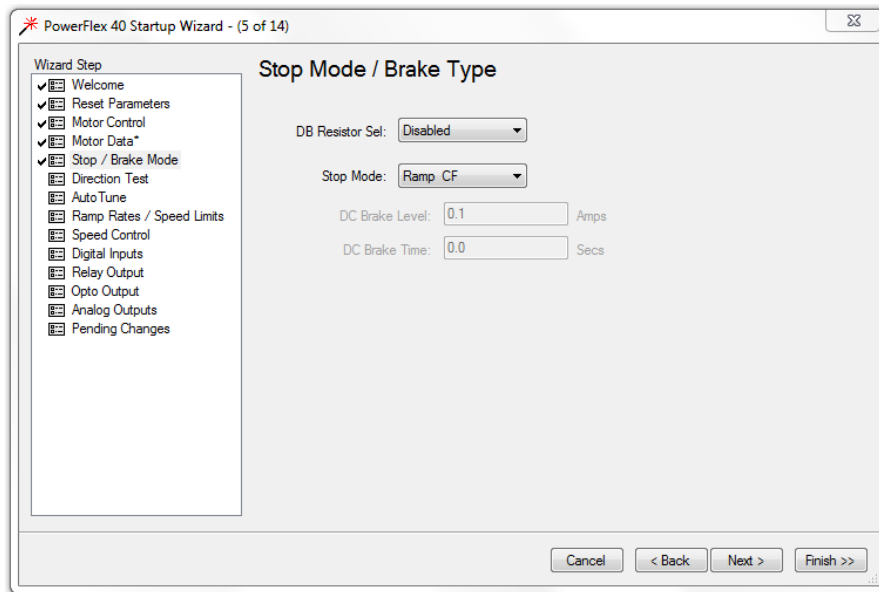 PowerFlex 40 Startup Wizard - (5 of 14)
Wizard Step
Welcome
Reset Parameters
Motor Control
Motor Data*
Stop / Brake Mode
Direction Test
AutoTune
Ramp Rates / Speed Limits
Speed Control
Digital Inputs
Relay Output
Opto Output
Analog Outputs
Pending Changes
Stop Mode / Brake Type
DB Resistor Sel: Disabled
Stop Mode: Ramp CF
DC Brake Level: 0.1 Amps
DC Brake Time: 0.0 Secs
Cancel < Back Next > Finish >>